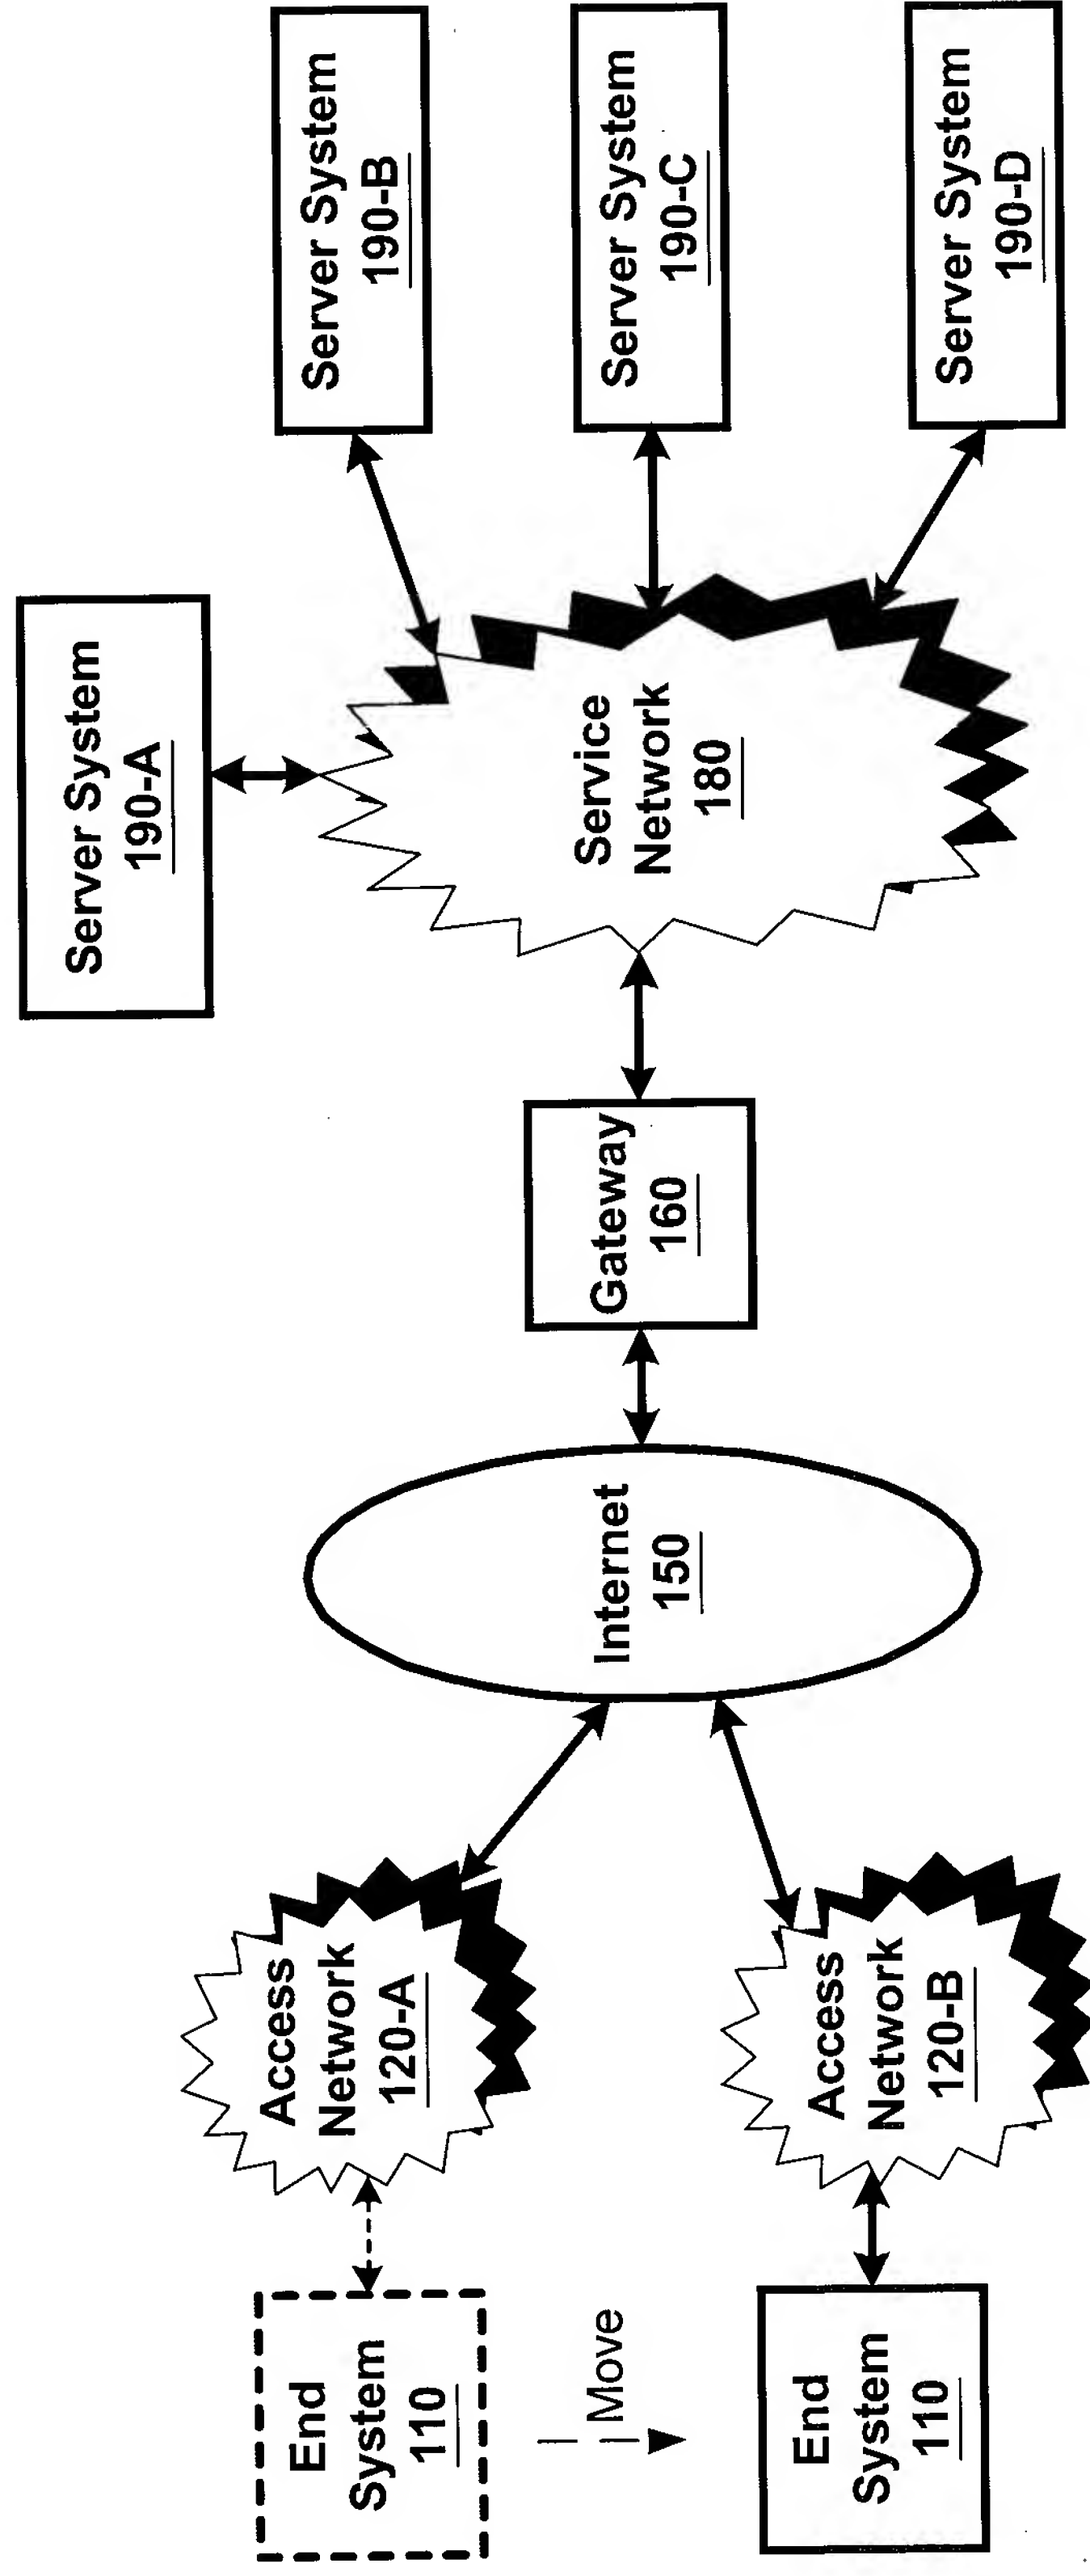 Server System
190-A
Server System
190-B
Server System
190-C
Server System
190-D
Service
Network
180
Gateway
160
Internet
150
Access
Network
120-A
Access
Network
120-B
End
System
110
Move
End
System
110